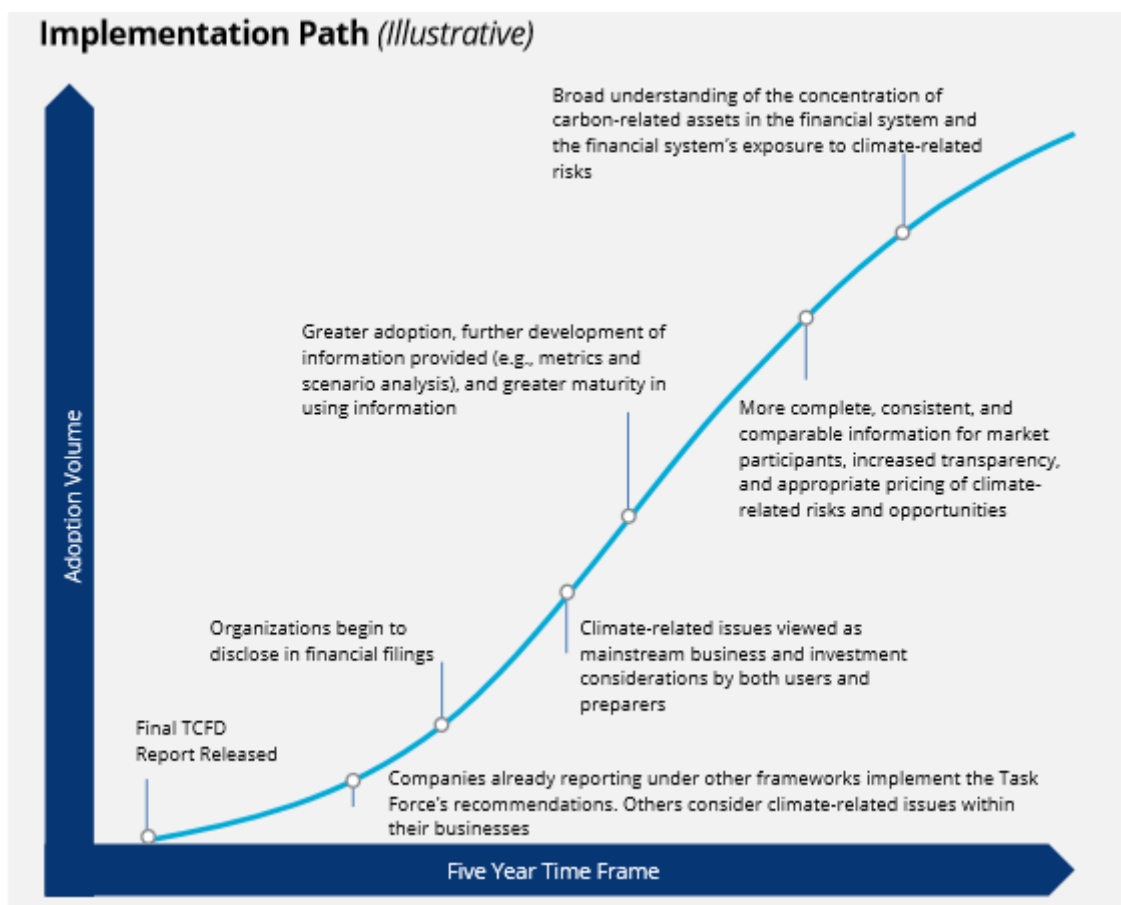 Implementation Path (Illustrative)
Broad understanding of the concentration of
carbon-related assets in the financial system and
the financial system's exposure to climate-related
risks
Greater adoption, further development of
information provided (e.g., metrics and
scenario analysis), and greater maturity in
using information
More complete, consistent, and
comparable information for market
participants, increased transparency,
and appropriate pricing of climate-
related risks and opportunities
Adoption Volume
Organizations begin to
disclose in financial filings
Climate-related issues viewed as
mainstream business and investment
considerations by both users and
preparers
Final TCFD
Report Released
Companies already reporting under other frameworks implement the Task
Force's recommendations. Others consider climate-related issues within
their businesses
Five Year Time Frame